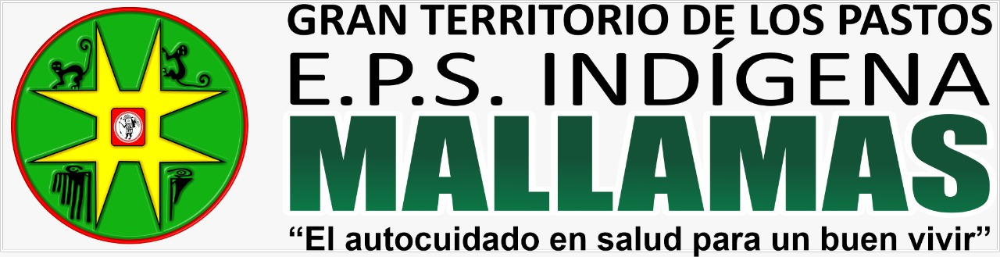 GRAN TERRITORIO DE LOS PASTOS
E.P.S. INDÍGENA
MALLAMAS
“El autocuidado en salud para un buen vivir”